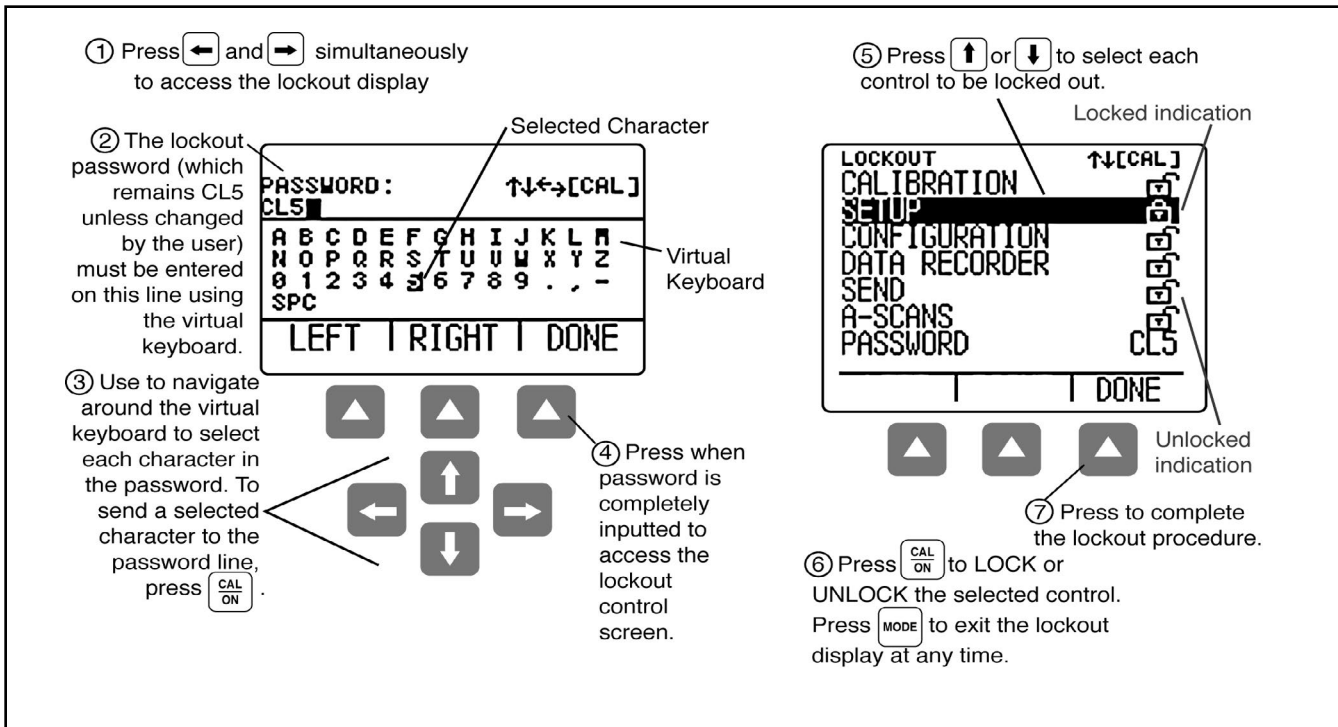 ① Press ← and → simultaneously
to access the lockout display
② The lockout
password (which
remains CL5
unless changed
by the user)
must be entered
on this line using
the virtual
keyboard.
Selected Character
PASSWORD: ↑↓←→[CAL]
CL5
A B C D E F G H I J K L M
N O P Q R S T U V W X Y Z
0 1 2 3 4 5 6 7 8 9 . , -
SPC
LEFT RIGHT DONE
Virtual
Keyboard
③ Use to navigate
around the virtual
keyboard to select
each character in
the password. To
send a selected
character to the
password line,
press CAL ON .
④ Press when
password is
completely
inputted to
access the
lockout
control
screen.
⑤ Press ↑ or ↓ to select each
control to be locked out.
Locked indication
LOCKOUT ↑↓[CAL]
CALIBRATION
SETUP
CONFIGURATION
DATA RECORDER
SEND
A-SCANS
PASSWORD CL5
DONE
Unlocked
indication
⑦ Press to complete
the lockout procedure.
⑥ Press CAL ON to LOCK or
UNLOCK the selected control.
Press MODE to exit the lockout
display at any time.